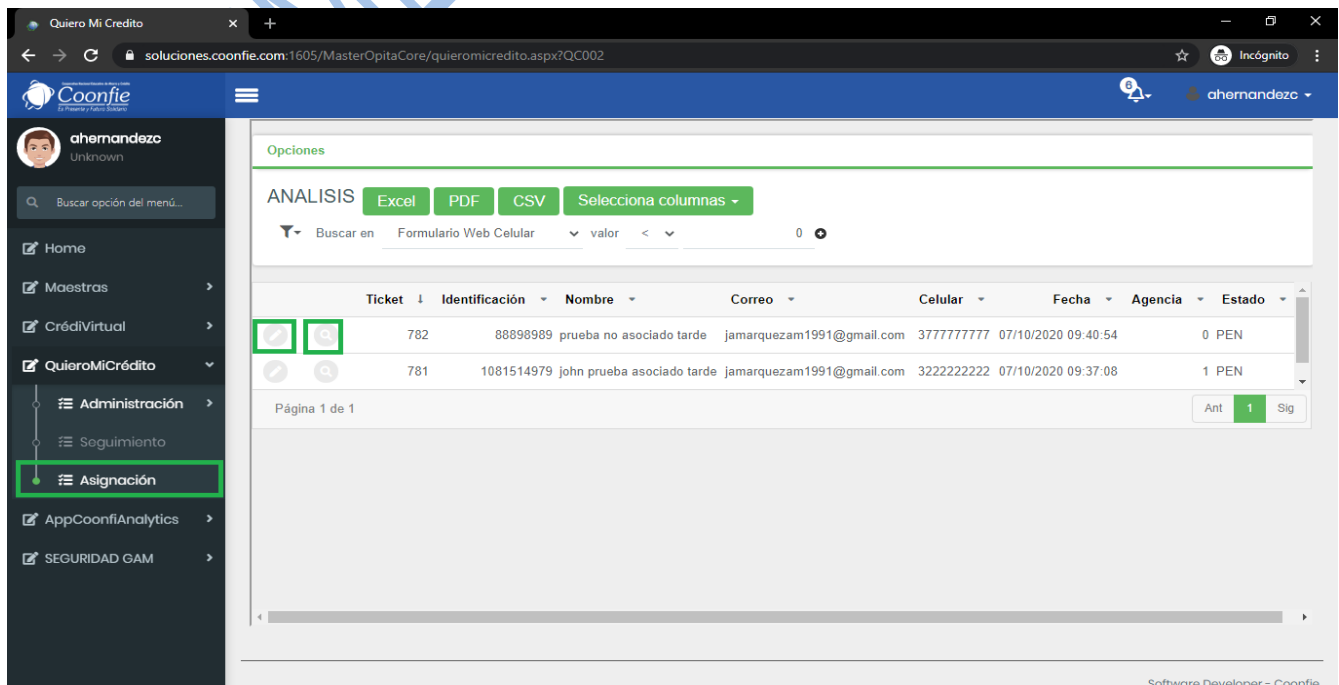 Quiero Mi Credito
soluciones.coonfie.com:1605/MasterOpitaCore/quieromicredito.aspx?QC002
Incógnito
Coonfie
6
ahernandezc
ahernandezc
Unknown
Buscar opción del menú...
Home
Maestras
CrédiVirtual
QuieroMiCrédito
Administración
Seguimiento
Asignación
AppCoonfiAnalytics
SEGURIDAD GAM
Opciones
ANALISIS Excel PDF CSV Selecciona columnas
Buscar en Formulario Web Celular valor < 0
Ticket Identificación Nombre Correo Celular Fecha Agencia Estado
782 88898989 prueba no asociado tarde jamarquezam1991@gmail.com 3777777777 07/10/2020 09:40:54 0 PEN
781 1081514979 john prueba asociado tarde jamarquezam1991@gmail.com 3222222222 07/10/2020 09:37:08 1 PEN
Página 1 de 1 Ant 1 Sig
Software Developer - Coonfie